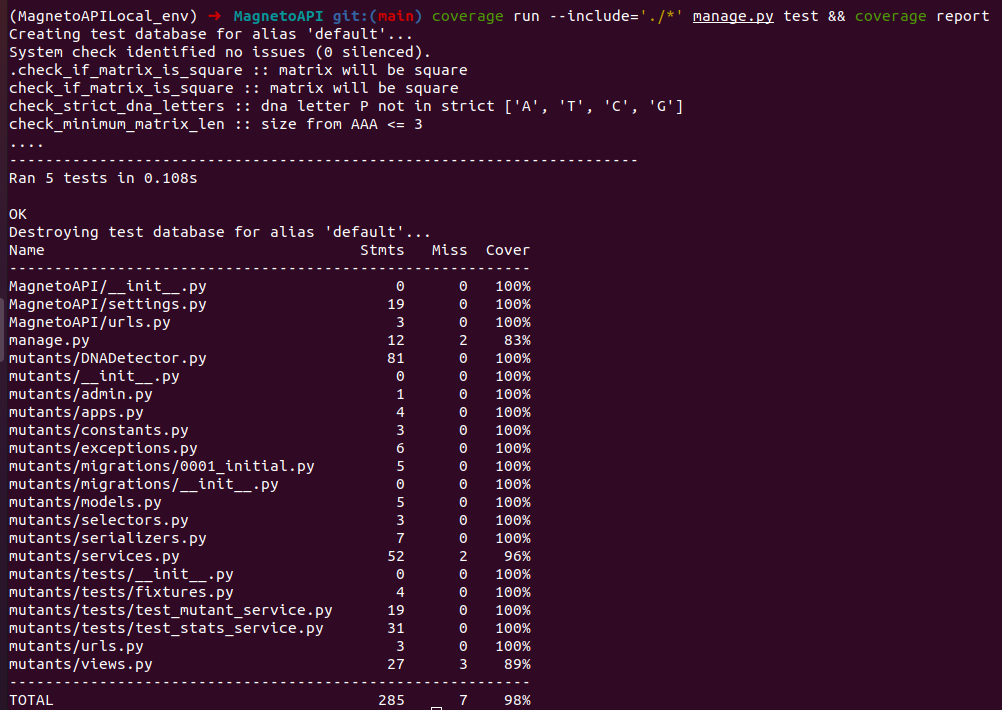 (MagnetoAPILocal_env) ➜ MagnetoAPI git:(main) coverage run --include='./*' manage.py test && coverage report
Creating test database for alias 'default'...
System check identified no issues (0 silenced).
.check_if_matrix_is_square :: matrix will be square
check_if_matrix_is_square :: matrix will be square
check_strict_dna_letters :: dna letter P not in strict ['A', 'T', 'C', 'G']
check_minimum_matrix_len :: size from AAA <= 3
....
----------------------------------------------------------------------
Ran 5 tests in 0.108s
OK
Destroying test database for alias 'default'...
Name Stmts Miss Cover
----------------------------------------------------------
MagnetoAPI/__init__.py 0 0 100%
MagnetoAPI/settings.py 19 0 100%
MagnetoAPI/urls.py 3 0 100%
manage.py 12 2 83%
mutants/DNADetector.py 81 0 100%
mutants/__init__.py 0 0 100%
mutants/admin.py 1 0 100%
mutants/apps.py 4 0 100%
mutants/constants.py 3 0 100%
mutants/exceptions.py 6 0 100%
mutants/migrations/0001_initial.py 5 0 100%
mutants/migrations/__init__.py 0 0 100%
mutants/models.py 5 0 100%
mutants/selectors.py 3 0 100%
mutants/serializers.py 7 0 100%
mutants/services.py 52 2 96%
mutants/tests/__init__.py 0 0 100%
mutants/tests/fixtures.py 4 0 100%
mutants/tests/test_mutant_service.py 19 0 100%
mutants/tests/test_stats_service.py 31 0 100%
mutants/urls.py 3 0 100%
mutants/views.py 27 3 89%
----------------------------------------------------------
TOTAL 285 7 98%